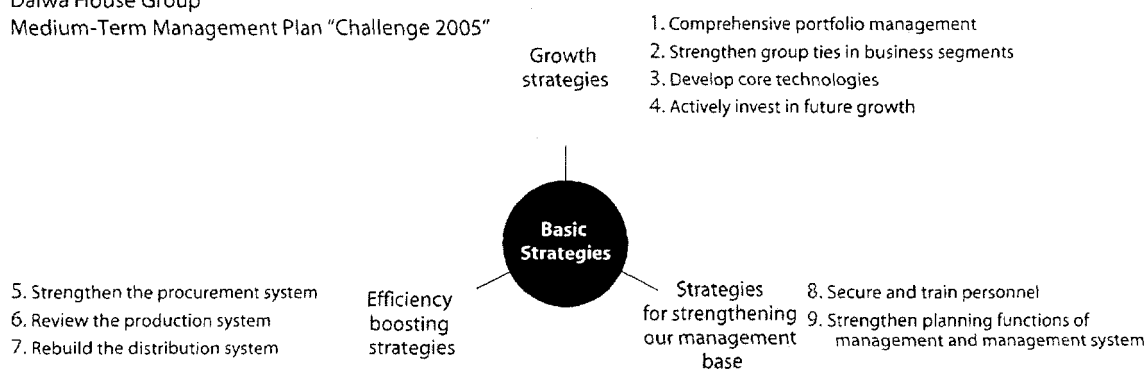 Daiwa House Group
Medium-Term Management Plan “Challenge 2005”
Growth
strategies
1. Comprehensive portfolio management
2. Strengthen group ties in business segments
3. Develop core technologies
4. Actively invest in future growth
Basic
Strategies
5. Strengthen the procurement system
6. Review the production system
7. Rebuild the distribution system
Efficiency
boosting
strategies
Strategies
for strengthening
our management
base
8. Secure and train personnel
9. Strengthen planning functions of
management and management system